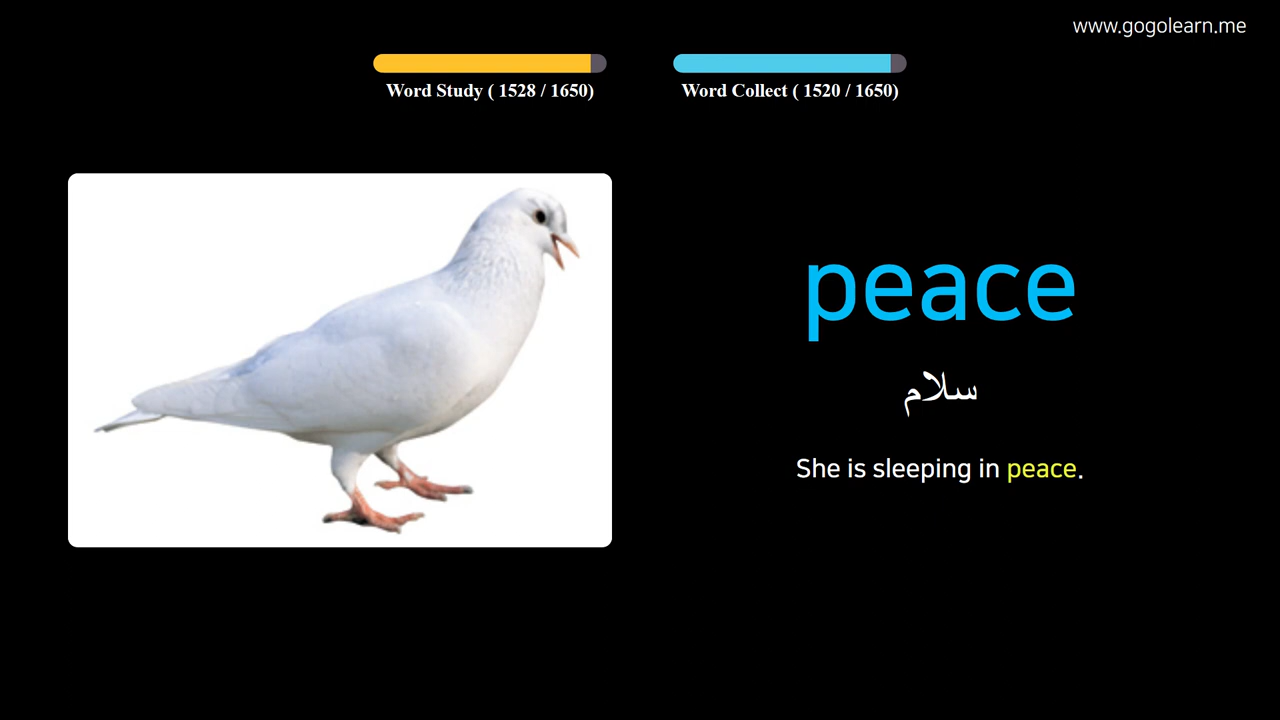 www.gogolearn.me
Word Study ( 1528 / 1650)
Word Collect ( 1520 / 1650)
peace
سلام
She is sleeping in peace.